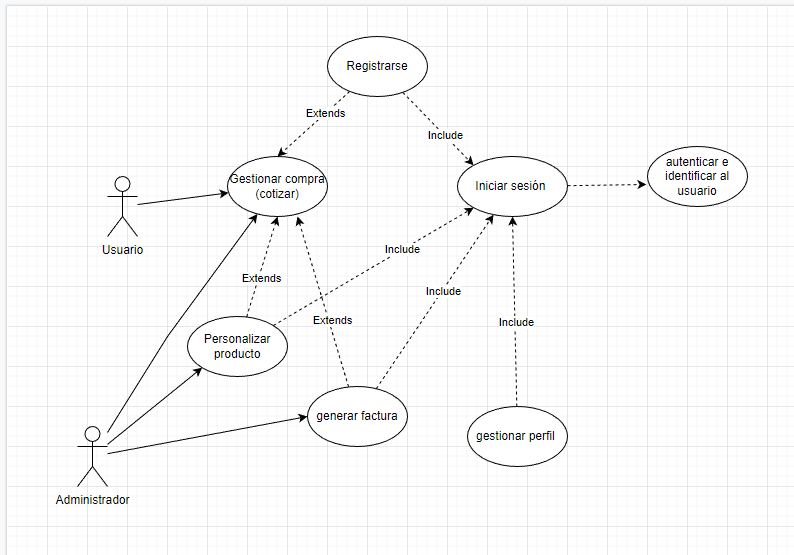 Registrarse
Extends
Include
Gestionar compra
(cotizar)
Iniciar sesión
autenticar e
identificar al
usuario
Usuario
Include
Extends
Include
Extends
Include
Personalizar
producto
generar factura
gestionar perfil
Administrador